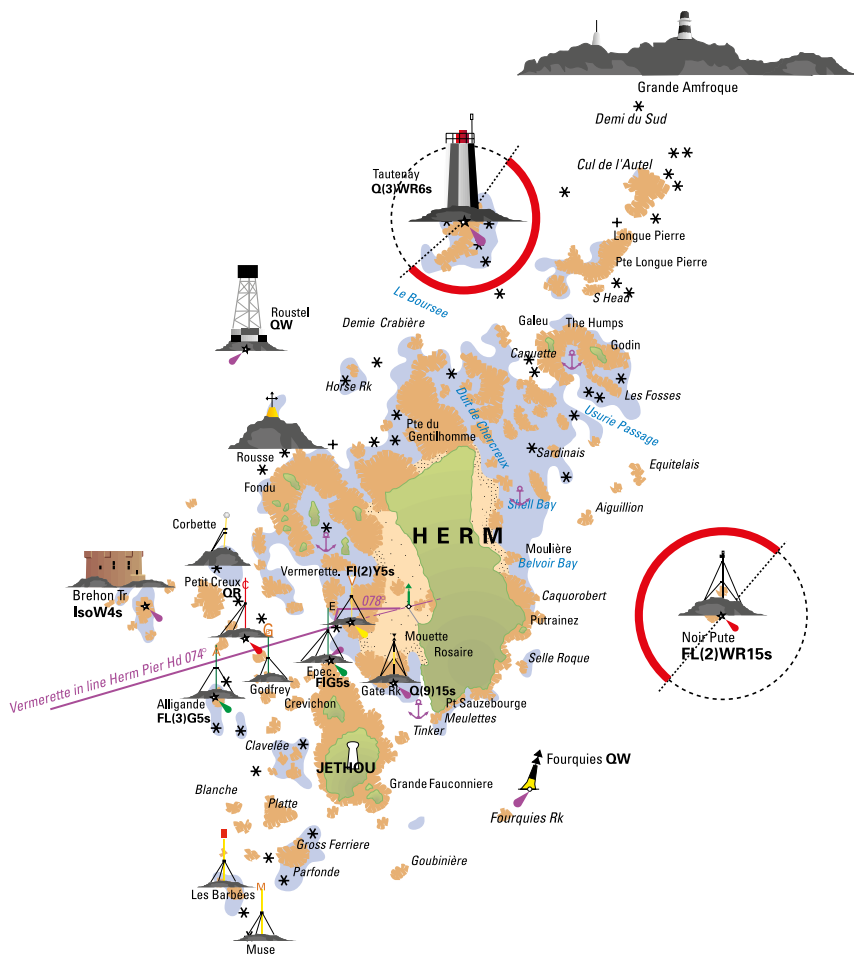 Grande Amfroque
Demi du Sud
Cul de l'Autel
Tautenay
Q(3)WR6s
Longue Pierre
Pte Longue Pierre
S Head
Le Boursee
Roustel
QW
Demie Crabière
Galeu
The Humps
Godin
Canuette
Horse Rk
Les Fosses
Duit de Chercreux
Usurie Passage
Pte du
Gentilhomme
Rousse
Sardinais
Equitelais
Fondu
Shell Bay
Aiguillion
Corbette
HERM
Moulière
Belvoir Bay
Vermerette. Fl(2)Y5s
Petit Creux
QR
Brehon Tr
IsoW4s
C
E
078°
Caquorobert
Putrainez
Mouette
Rosaire
G
Noir Pute
FL(2)WR15s
Selle Roque
Vermerette in line Herm Pier Hd 074°
A
Epec.
FlG5s
Godfrey
Gate Rk
Q(9)15s
Alligande
FL(3)G5s
Crevichon
Pt Sauzebourge
Meulettes
Tinker
Clavelée
JETHOU
Fourquies QW
Grande Fauconniere
Blanche
Platte
Fourquies Rk
Gross Ferriere
Parfonde
Goubinière
Les Barbées
M
Muse